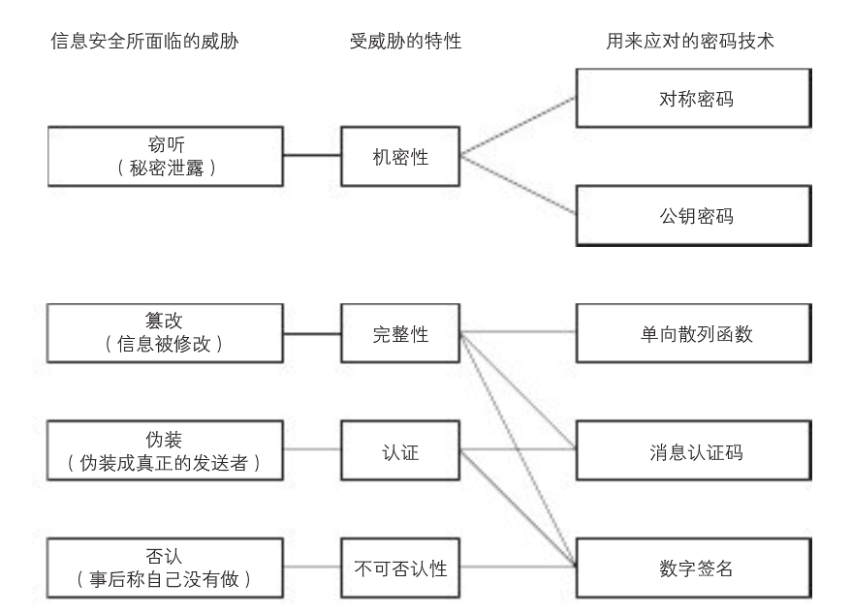 信息安全所面临的威胁
受威胁的特性
用来应对的密码技术
对称密码
窃听
（秘密泄露）
机密性
公钥密码
篡改
（信息被修改）
完整性
单向散列函数
伪装
（伪装成真正的发送者）
认证
消息认证码
否认
（事后称自己没有做）
不可否认性
数字签名